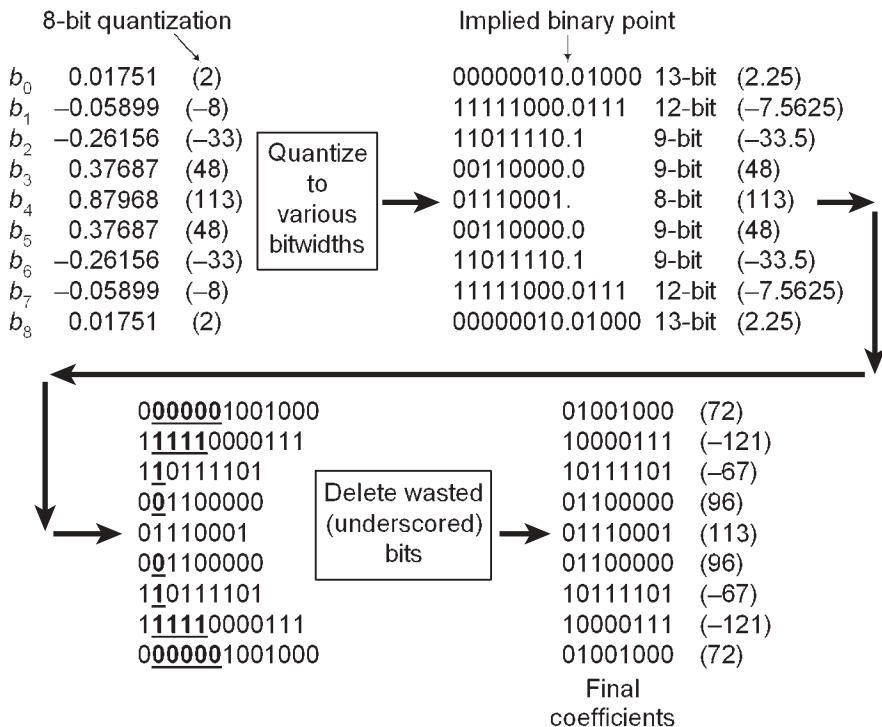 8-bit quantization
Implied binary point
b0 0.01751 (2)
b1 −0.05899 (−8)
b2 −0.26156 (−33)
b3 0.37687 (48)
b4 0.87968 (113)
b5 0.37687 (48)
b6 −0.26156 (−33)
b7 −0.05899 (−8)
b8 0.01751 (2)
Quantize
to
various
bitwidths
00000010.01000 13-bit (2.25)
11111000.0111 12-bit (−7.5625)
11011110.1 9-bit (−33.5)
00110000.0 9-bit (48)
01110001. 8-bit (113)
00110000.0 9-bit (48)
11011110.1 9-bit (−33.5)
11111000.0111 12-bit (−7.5625)
00000010.01000 13-bit (2.25)
0000001001000
111110000111
110111101
001100000
01110001
001100000
110111101
111110000111
0000001001000
Delete wasted
(underscored)
bits
01001000 (72)
10000111 (−121)
10111101 (−67)
01100000 (96)
01110001 (113)
01100000 (96)
10111101 (−67)
10000111 (−121)
01001000 (72)
Final
coefficients